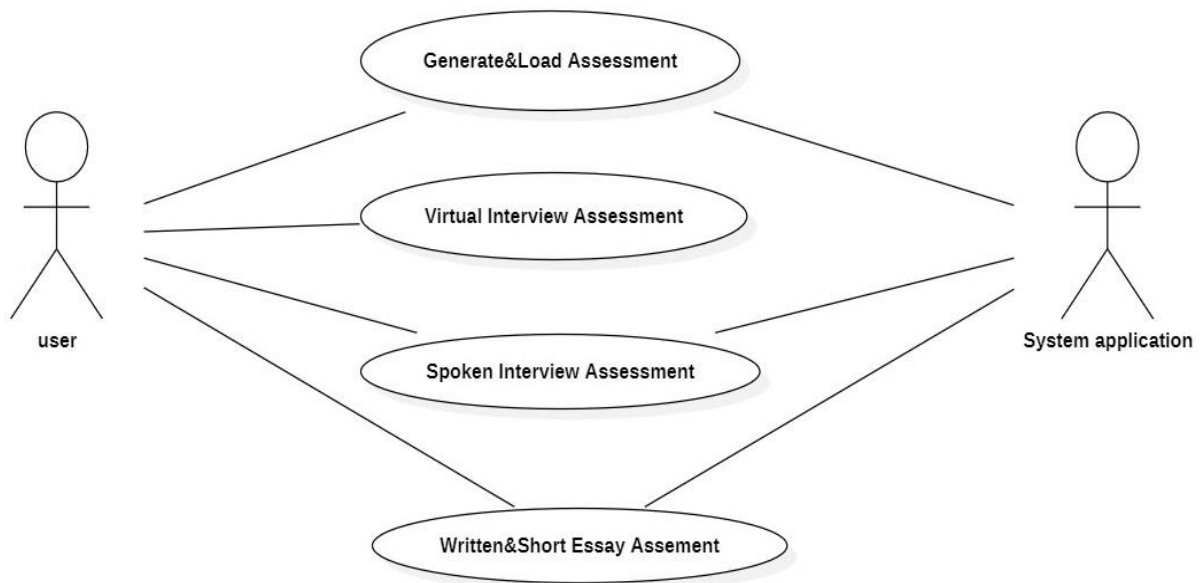 Generate&Load Assessment
Virtual Interview Assessment
user
System application
Spoken Interview Assessment
Written&Short Essay Assement